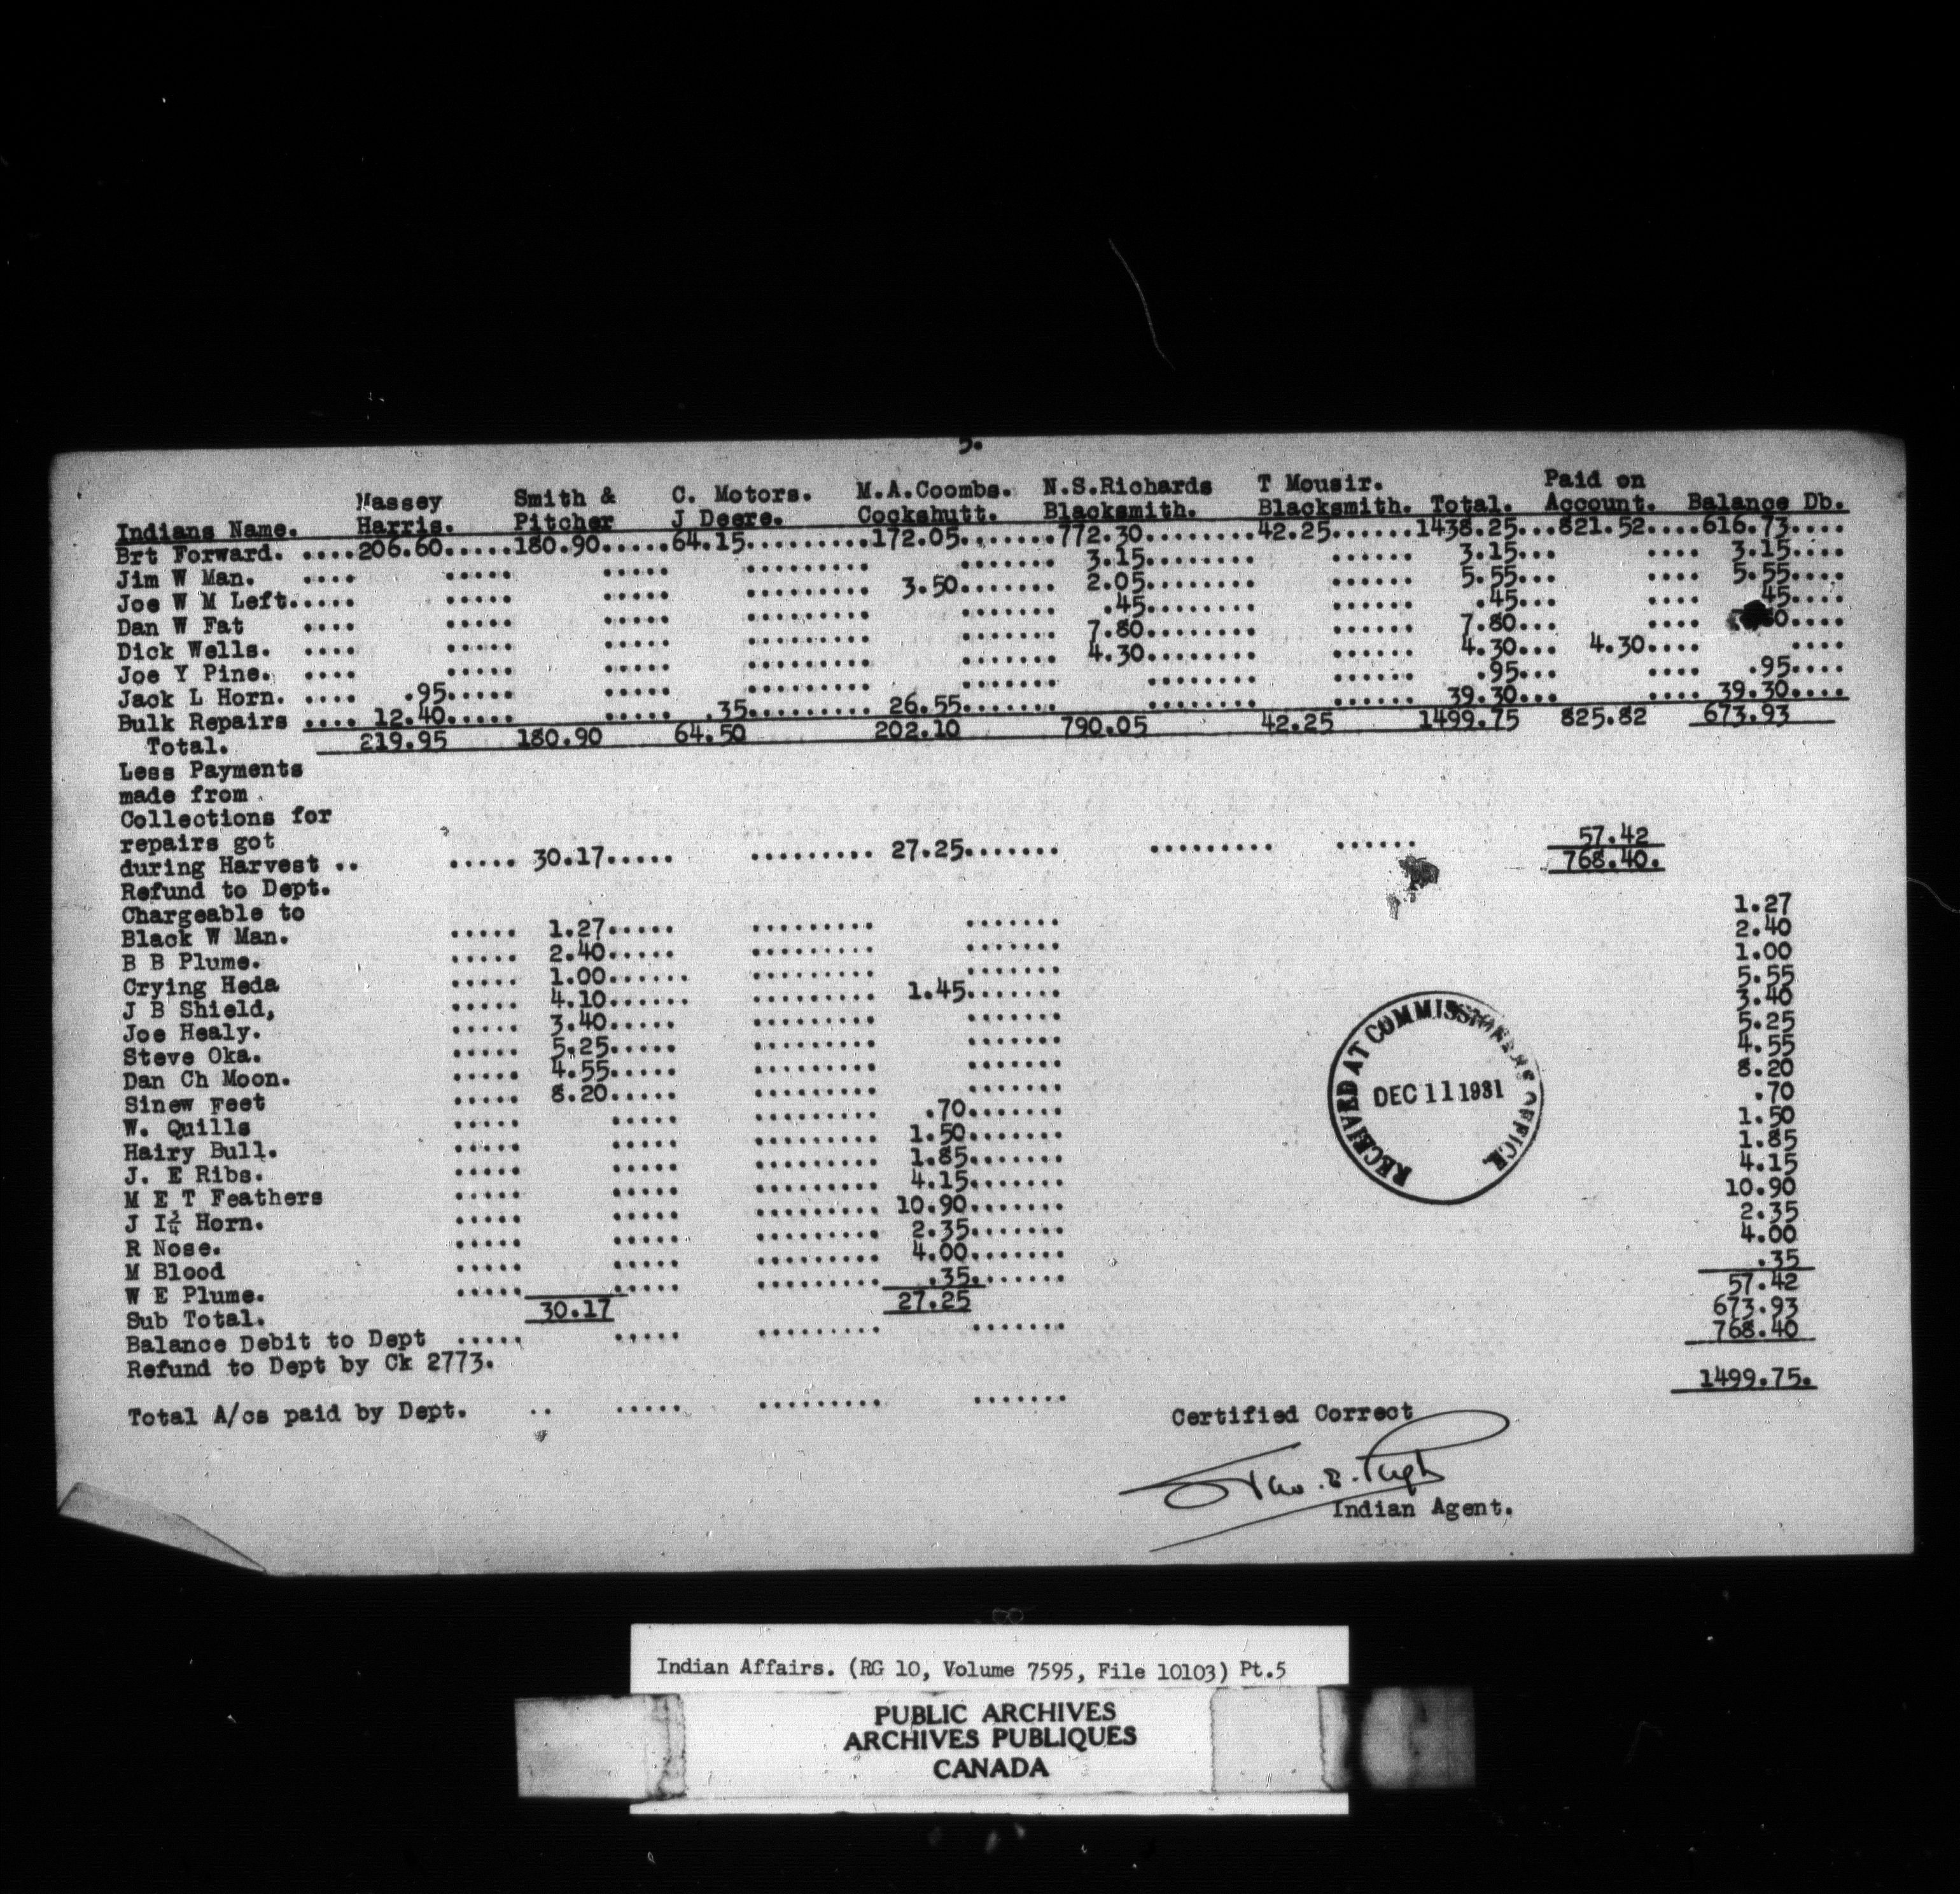 5.
Massey Smith & C. Motors. M.A.Coombs. N.S.Richards T Mousir. Paid on
Indians Name. Harris. Pitcher J Deere. Cockshutt. Blacksmith. Blacksmith. Total. Account. Balance Db.
Brt Forward. ....206.60.....180.90.....64.15.........172.05.......772.30........42.25......1438.25...821.52....616.73....
Jim W Man. .... ..... ..... ......... ....... 3.15........ ...... 3.15... .... 3.15....
Joe W M Left..... ..... ..... ......... 3.50....... 2.05........ ...... 5.55... .... 5.55....
Dan W Fat .... ..... ..... ......... ....... .45........ ...... .45... .... .45....
Dick Wells. .... ..... ..... ......... ....... 7.80........ ...... 7.80... .... 80....
Joe Y Pine. .... ..... ..... ......... ....... 4.30........ ...... 4.30... 4.30.... ....
Jack L Horn. .... .95..... ..... ......... ....... ........ ...... .95... .... .95....
Bulk Repairs .... 12.40..... ..... .35......... 26.55....... ........ ...... 39.30... .... 39.30....
Total. 219.95 180.90 64.50 202.10 790.05 42.25 1499.75 825.82 673.93
Less Payments
made from
Collections for
repairs got 57.42
during Harvest .. ..... 30.17..... ......... 27.25....... ......... ...... 768.40.
Refund to Dept.
Chargeable to
Black W Man. ..... 1.27..... ......... ....... 1.27
B B Plume. ..... 2.40..... ......... ....... 2.40
Crying Heda ..... 1.00...... ......... ....... 1.00
J B Shield, ..... 4.10...... ......... 1.45....... 5.55
Joe Healy. ..... 3.40..... ......... ....... 3.40
Steve Oka. ..... 5.25..... ......... ....... 5.25
Dan Ch Moon. ..... 4.55..... ......... ....... 4.55
Sinew Feet ..... 8.20..... ......... ....... 8.20
W. Quills ..... ..... ......... .70....... .70
Hairy Bull. ..... ..... ......... 1.50....... 1.50
J. E Ribs. ..... ..... ......... 1.85....... 1.85
M E T Feathers ..... ..... ......... 4.15....... 4.15
J I¾ Horn. ..... ..... ......... 10.90....... 10.90
R Nose. ..... ..... ......... 2.35....... 2.35
M Blood ..... ..... ......... 4.00....... 4.00
W E Plume. ..... ..... ......... .35....... .35
Sub Total. 30.17 27.25 57.42
Balance Debit to Dept ..... ..... ......... ....... 673.93
Refund to Dept by Ck 2773. 768.40
Total A/cs paid by Dept. .. ..... ......... ....... 1499.75.
RECEIVED AT COMMISSIONER'S OFFICE.
DEC 11 1931
Certified Correct
Indian Agent.
Indian Affairs. (RG 10, Volume 7595, File 10103) Pt.5
PUBLIC ARCHIVES
ARCHIVES PUBLIQUES
CANADA